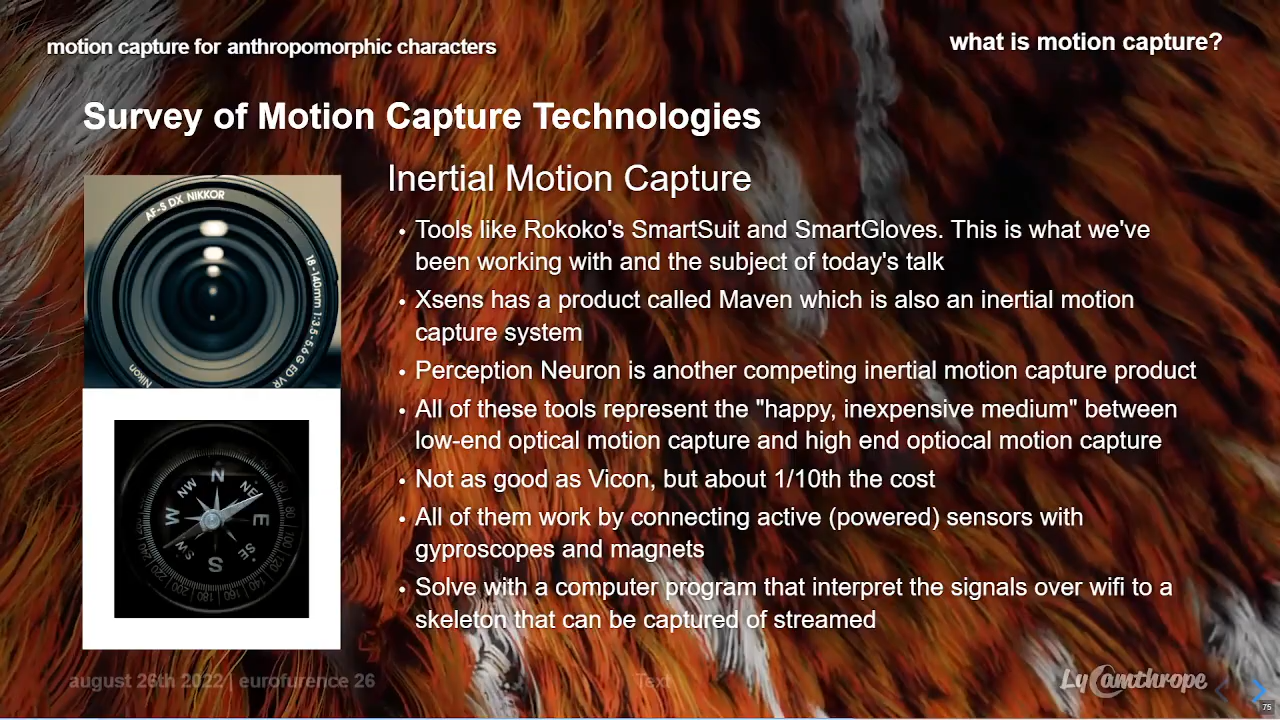 motion capture for anthropomorphic characters
what is motion capture?
Survey of Motion Capture Technologies
Inertial Motion Capture
AF-S DX NIKKOR
18-140mm 1:3.5-5.6 G ED VR
Nikon
• Tools like Rokoko's SmartSuit and SmartGloves. This is what we've
been working with and the subject of today's talk
• Xsens has a product called Maven which is also an inertial motion
capture system
• Perception Neuron is another competing inertial motion capture product
• All of these tools represent the "happy, inexpensive medium" between
low-end optical motion capture and high end optiocal motion capture
• Not as good as Vicon, but about 1/10th the cost
• All of them work by connecting active (powered) sensors with
gyproscopes and magnets
• Solve with a computer program that interpret the signals over wifi to a
skeleton that can be captured of streamed
N
NW
NE
W
E
SW
SE
S
august 26th 2022 | eurofurence 26
Text
Lycamthrope
75